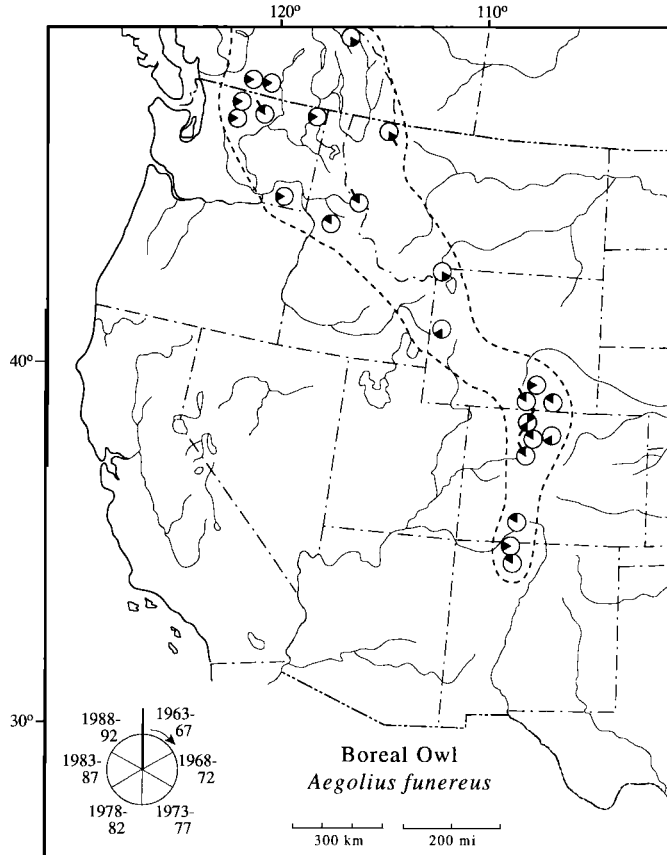 120º 110º
40º
30º
1988-
92
1963-
67
1983-
87
1968-
72
1978-
82
1973-
77
Boreal Owl
Aegolius funereus
300 km 200 mi